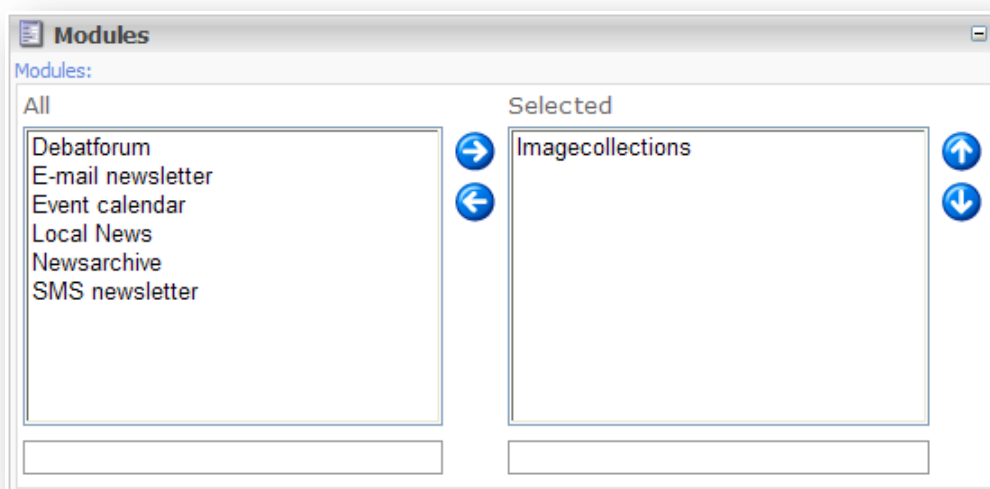 Modules
Modules:
All
Debatforum
E-mail newsletter
Event calendar
Local News
Newsarchive
SMS newsletter
Selected
Imagecollections